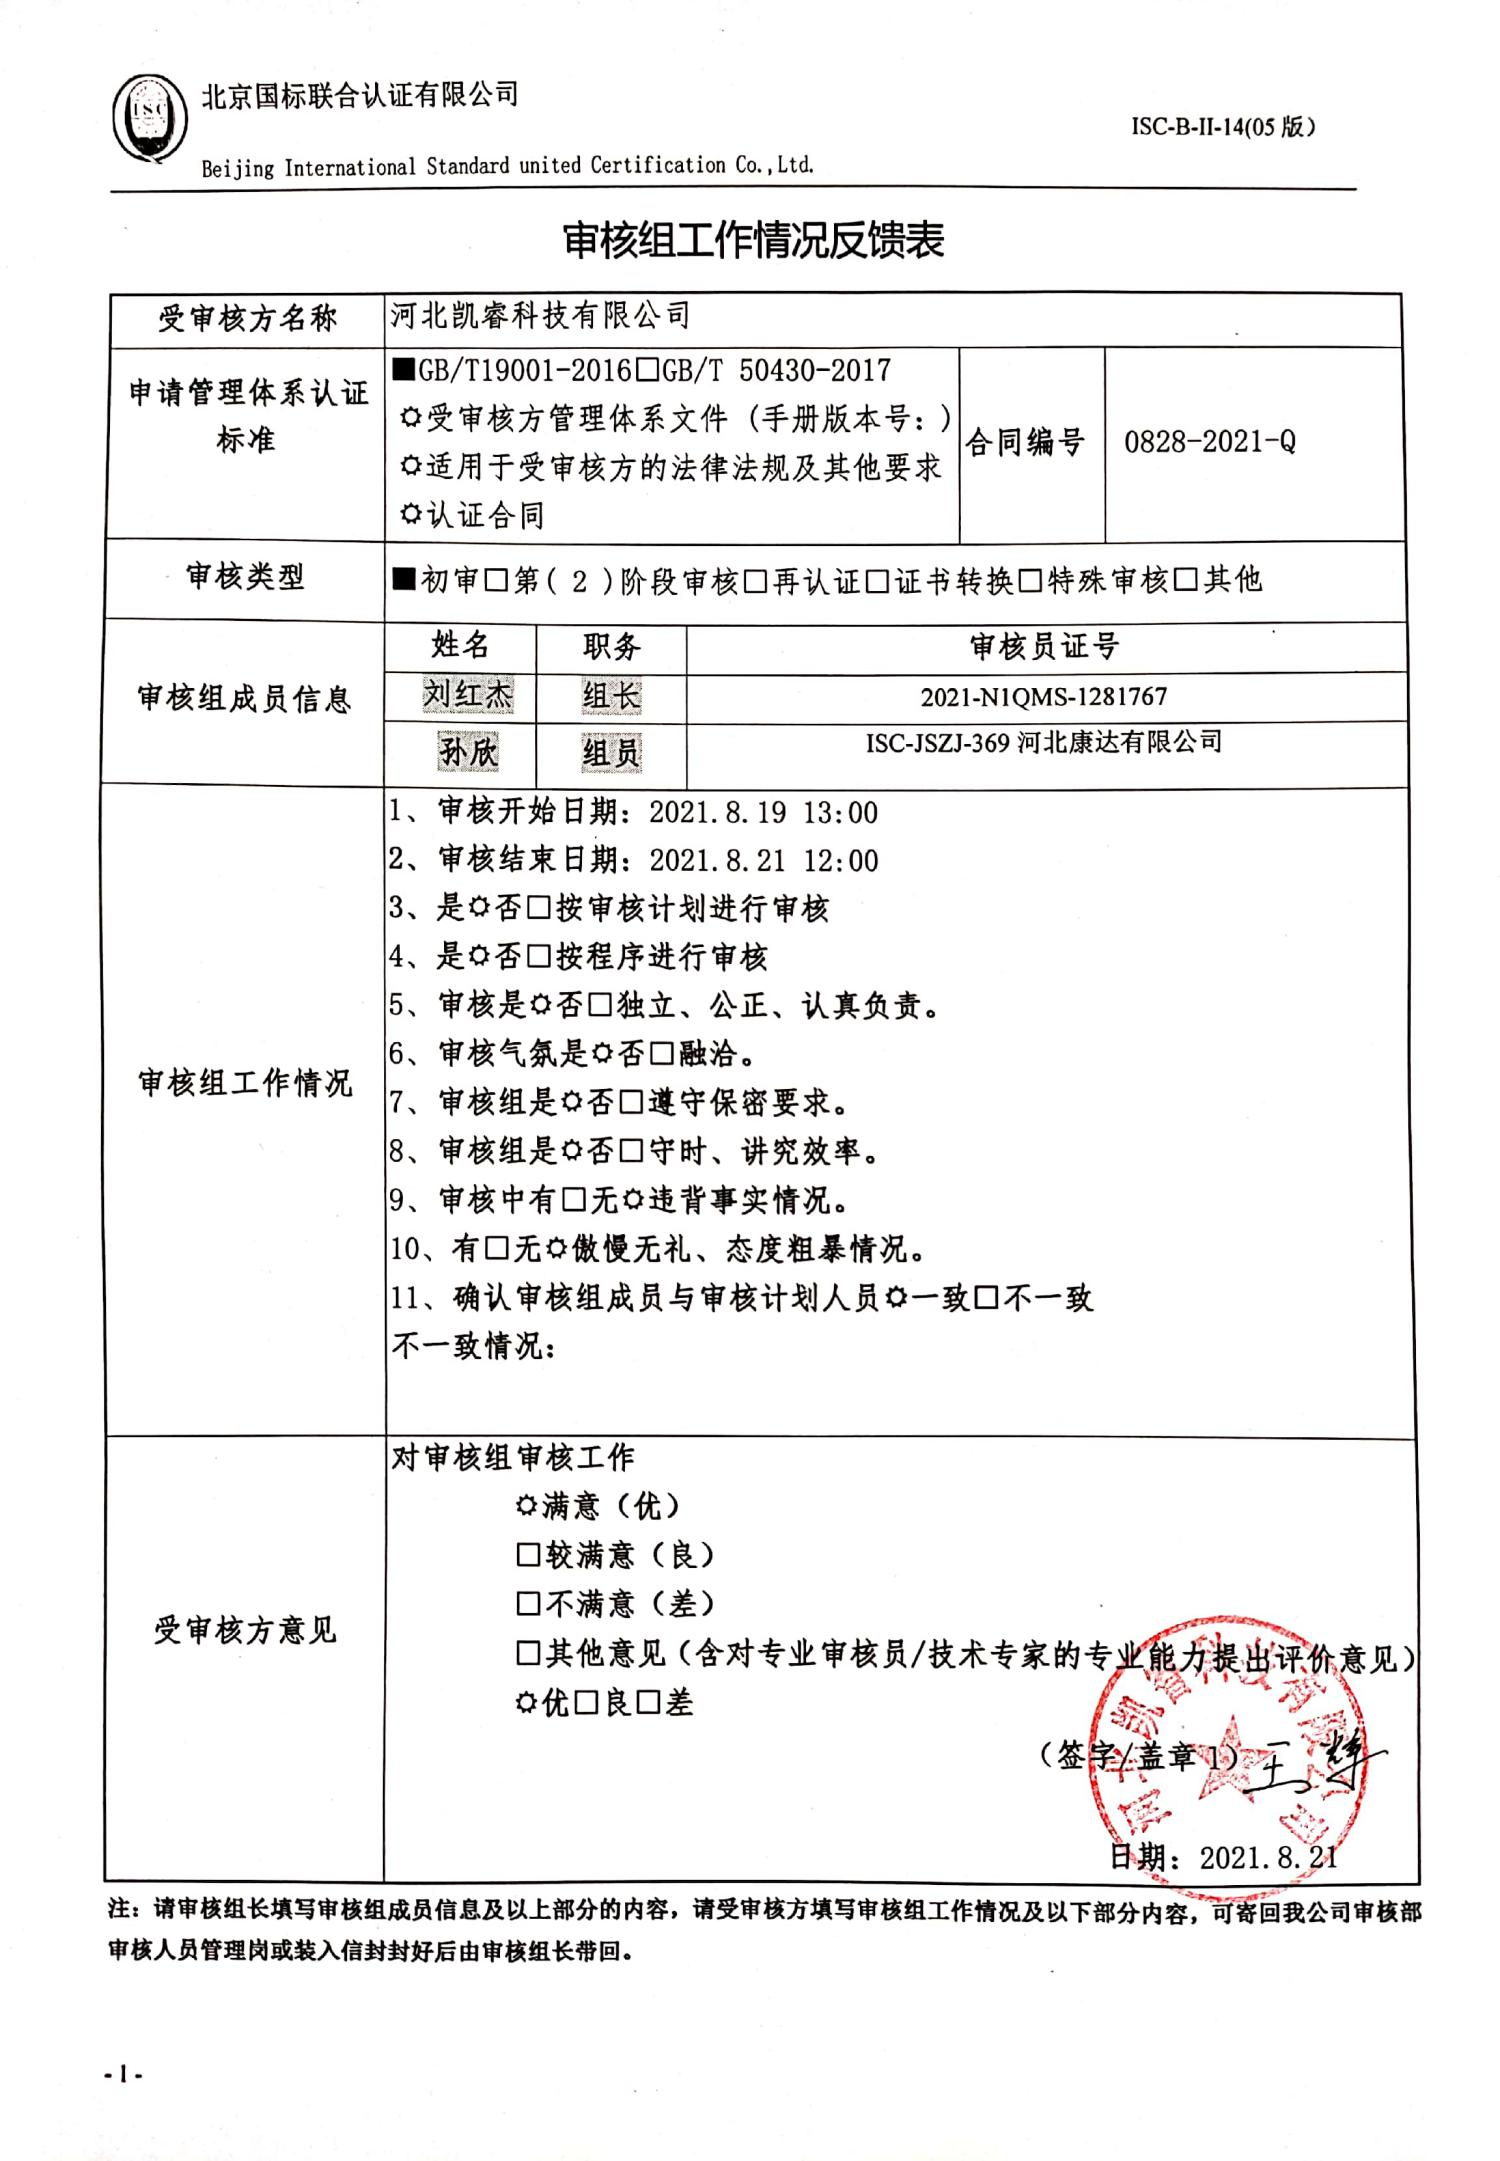 ISC
北京国标联合认证有限公司
ISC-B-II-14(05版)
Beijing International Standard united Certification Co.,Ltd.
审核组工作情况反馈表
受审核方名称 河北凯睿科技有限公司
申请管理体系认证标准
■GB/T19001-2016□GB/T 50430-2017
✡受审核方管理体系文件(手册版本号:)
✡适用于受审核方的法律法规及其他要求
✡认证合同
合同编号 0828-2021-Q
审核类型 ■初审□第( 2 )阶段审核□再认证□证书转换□特殊审核□其他
审核组成员信息
姓名 职务 审核员证号
刘红杰 组长 2021-N1QMS-1281767
孙欣 组员 ISC-JSZJ-369 河北康达有限公司
审核组工作情况
1、审核开始日期:2021.8.19 13:00
2、审核结束日期:2021.8.21 12:00
3、是✡否□按审核计划进行审核
4、是✡否□按程序进行审核
5、审核是✡否□独立、公正、认真负责。
6、审核气氛是✡否□融洽。
7、审核组是✡否□遵守保密要求。
8、审核组是✡否□守时、讲究效率。
9、审核中有□无✡违背事实情况。
10、有□无✡傲慢无礼、态度粗暴情况。
11、确认审核组成员与审核计划人员✡一致□不一致
不一致情况:
受审核方意见
对审核组审核工作
✡满意(优)
□较满意(良)
□不满意(差)
□其他意见(含对专业审核员/技术专家的专业能力提出评价意见)
✡优□良□差
(签字/盖章1) 王辉
河北凯睿科技有限公司
日期:2021.8.21
注:请审核组长填写审核组成员信息及以上部分的内容,请受审核方填写审核组工作情况及以下部分内容,可寄回我公司审核部
审核人员管理岗或装入信封封好后由审核组长带回。
-1-